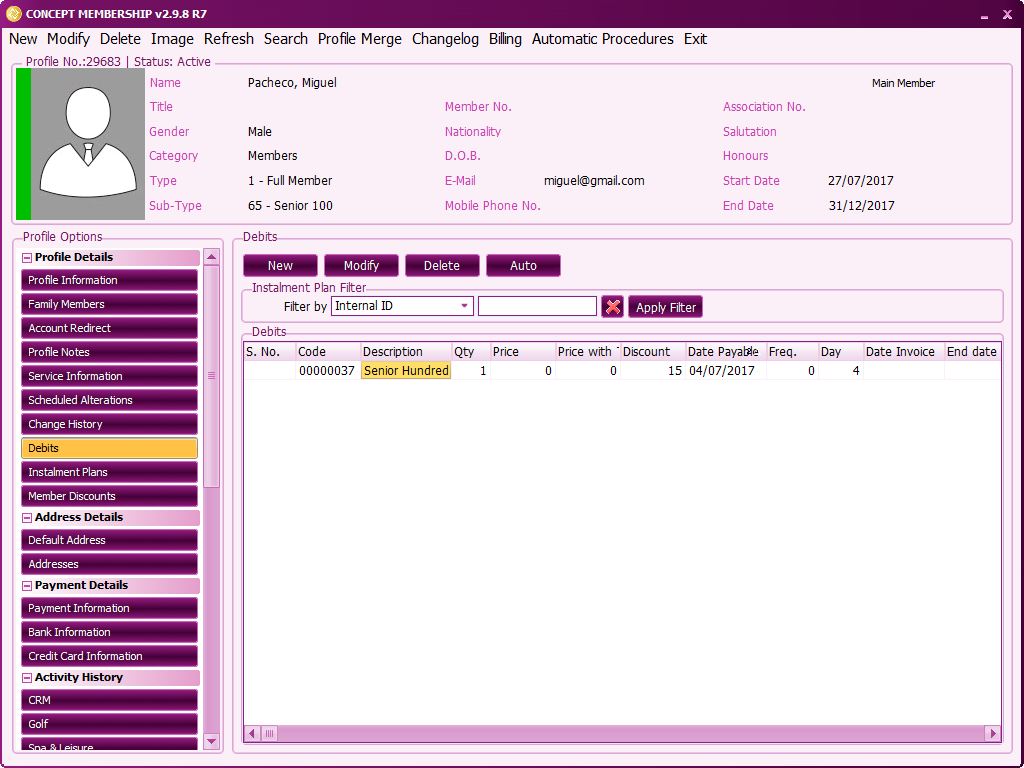 CONCEPT MEMBERSHIP v2.9.8 R7
New Modify Delete Image Refresh Search Profile Merge Changelog Billing Automatic Procedures Exit
Profile No.:29683 | Status: Active
Name Pacheco, Miguel Main Member
Title Member No. Association No.
Gender Male Nationality Salutation
Category Members D.O.B. Honours
Type 1 - Full Member E-Mail miguel@gmail.com Start Date 27/07/2017
Sub-Type 65 - Senior 100 Mobile Phone No. End Date 31/12/2017
Profile Options
Profile Details
Profile Information
Family Members
Account Redirect
Profile Notes
Service Information
Scheduled Alterations
Change History
Debits
Instalment Plans
Member Discounts
Address Details
Default Address
Addresses
Payment Details
Payment Information
Bank Information
Credit Card Information
Activity History
CRM
Golf
Spa & Leisure
Debits
New Modify Delete Auto
Instalment Plan Filter
Filter by Internal ID Apply Filter
Debits
S. No. Code Description Qty Price Price with Discount Date Payable Freq. Day Date Invoice End date
00000037 Senior Hundred 1 0 0 15 04/07/2017 0 4